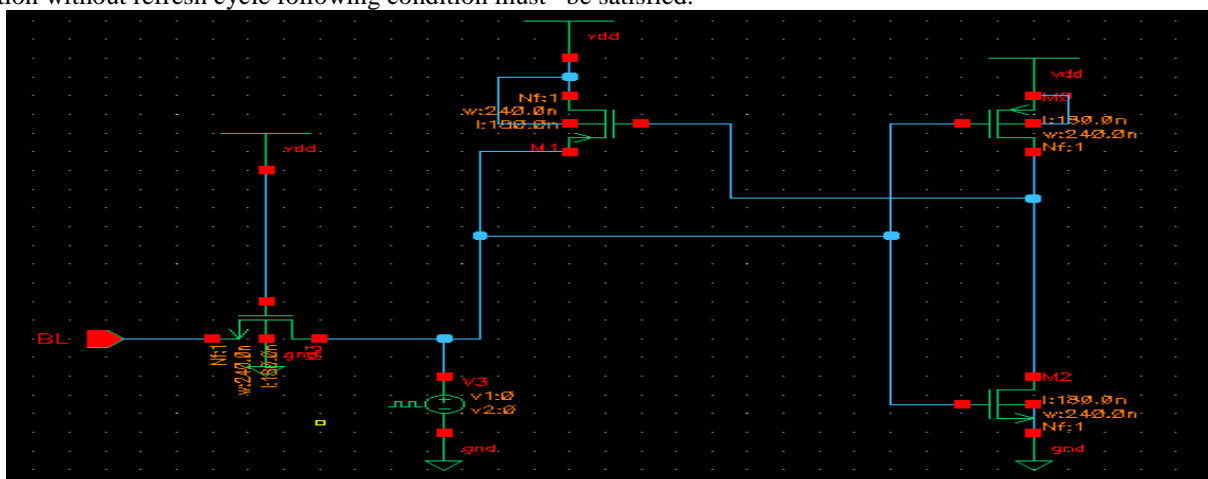 tion without refresh cycle following condition must be satisfied.
vdd
vdd
Nf:1
w:240.0n
l:180.0n
M1
l:180.0n
w:240.0n
Nf:1
vdd
BL
Nf:1
w:240.0n
l:180.0n
gnd
V3
v1:0
v2:0
gnd
M2
l:180.0n
w:240.0n
Nf:1
gnd